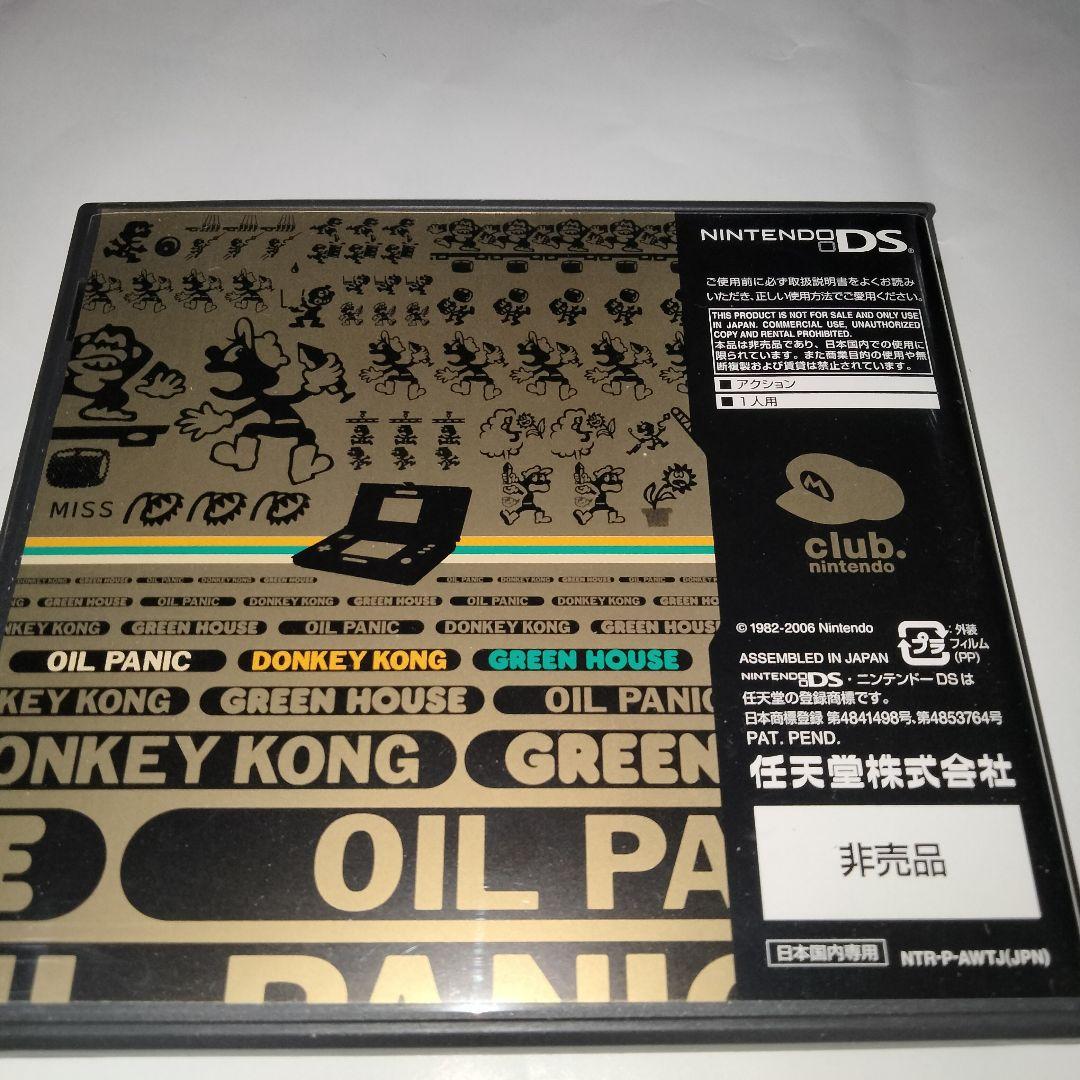 MISS
DONKEY KONG GREEN HOUSE OIL PANIC DONKEY KONG GREEN HOUSE OIL PANIC DONKEY KONG GREEN HOUSE OIL PANIC DONKEY KONG
GREEN HOUSE OIL PANIC DONKEY KONG GREEN HOUSE OIL PANIC DONKEY KONG GREEN HO
NKEY KONG GREEN HOUSE OIL PANIC DONKEY KONG GREEN HOUSE
OIL PANIC DONKEY KONG GREEN HOUSE
KEY KONG GREEN HOUSE OIL PANIC
DONKEY KONG GREEN
E OIL PA
OIL PANIC
NINTENDO DS®
ご使用前に必ず取扱説明書をよくお読み
いただき、正しい使用方法でご愛用ください。
THIS PRODUCT IS NOT FOR SALE AND ONLY USE
IN JAPAN. COMMERCIAL USE, UNAUTHORIZED
COPY AND RENTAL PROHIBITED.
本品は非売品であり、日本国内での使用に
限られています。また商業目的の使用や無
断複製および賃貸は禁止されています。
■ アクション
■ 1人用
M
club.
nintendo
© 1982-2006 Nintendo
ASSEMBLED IN JAPAN
プラ
:外装
フィルム
(PP)
NINTENDO DS・ニンテンドーDSは
任天堂の登録商標です。
日本商標登録 第4841498号、第4853764号
PAT. PEND.
任天堂株式会社
非売品
日本国内専用 NTR-P-AWTJ(JPN)